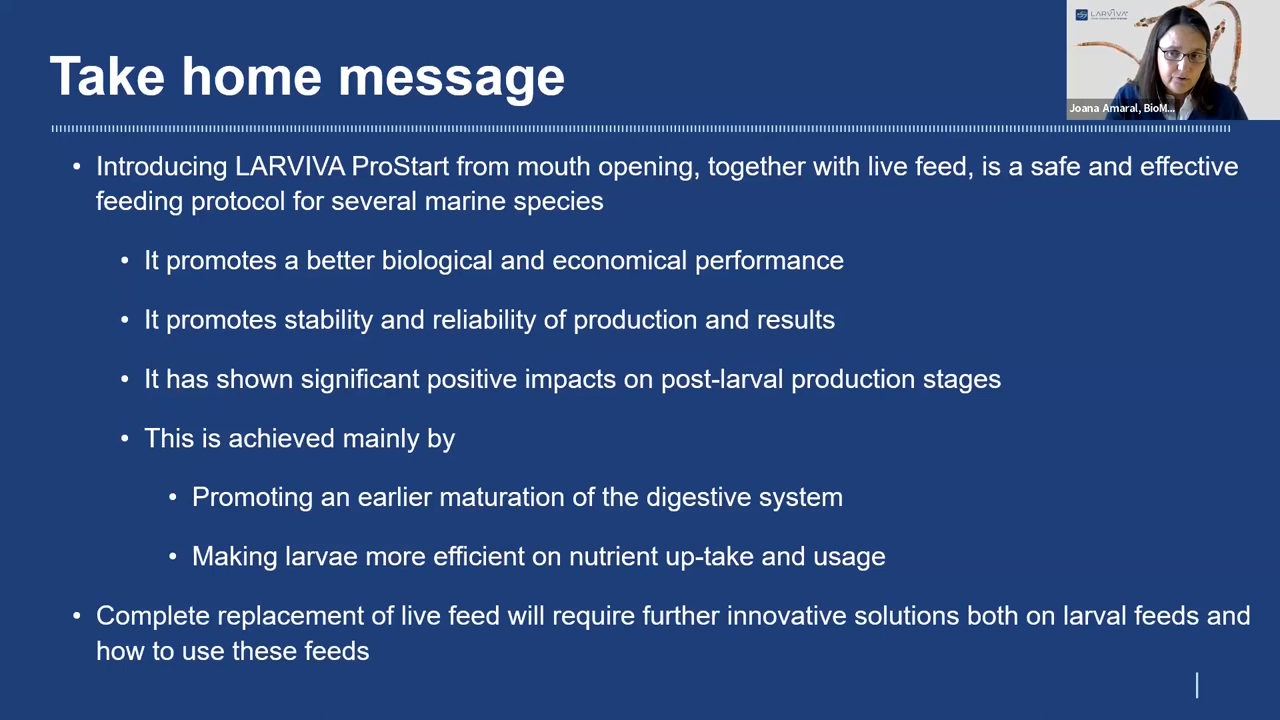 Take home message
LARVIVA
Joana Amaral, BioM...
• Introducing LARVIVA ProStart from mouth opening, together with live feed, is a safe and effective
feeding protocol for several marine species
• It promotes a better biological and economical performance
• It promotes stability and reliability of production and results
• It has shown significant positive impacts on post-larval production stages
• This is achieved mainly by
• Promoting an earlier maturation of the digestive system
• Making larvae more efficient on nutrient up-take and usage
• Complete replacement of live feed will require further innovative solutions both on larval feeds and
how to use these feeds